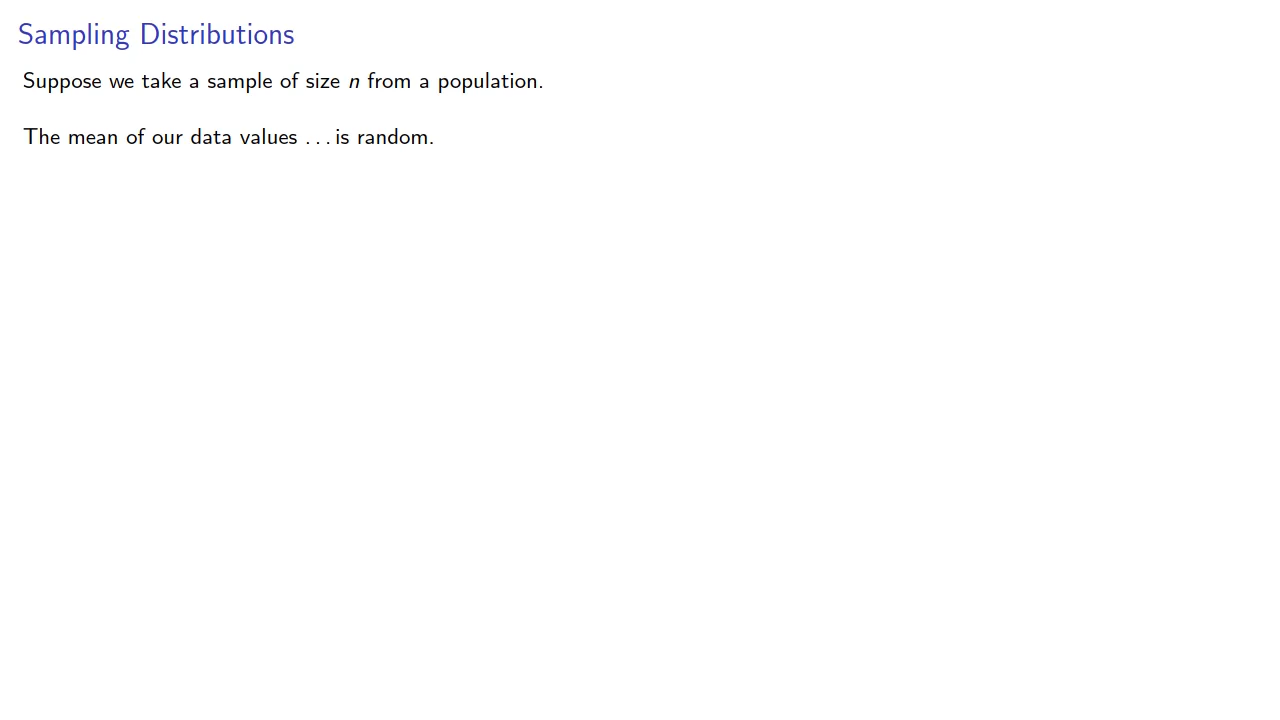 Sampling Distributions
Suppose we take a sample of size n from a population.
The mean of our data values ... is random.